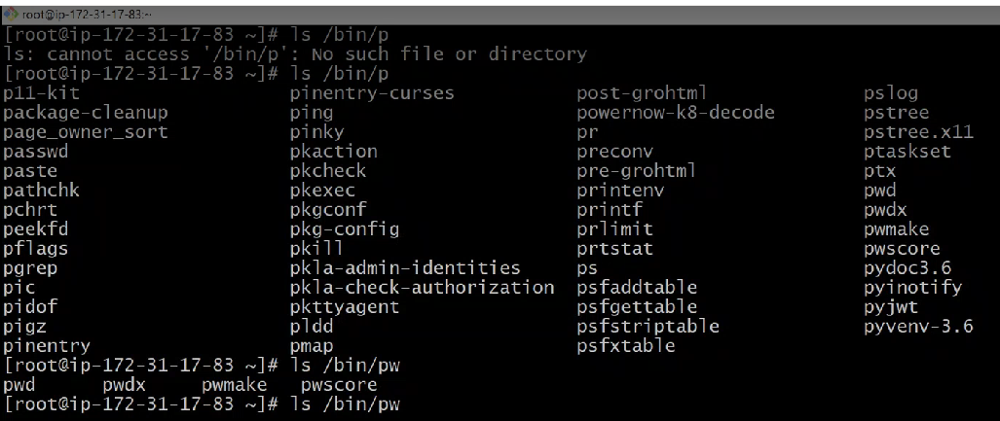 root@ip-172-31-17-83:~
[root@ip-172-31-17-83 ~]# ls /bin/p
ls: cannot access '/bin/p': No such file or directory
[root@ip-172-31-17-83 ~]# ls /bin/p
p11-kit pinentry-curses post-grohtml pslog
package-cleanup ping powernow-k8-decode pstree
page_owner_sort pinky pr pstree.x11
passwd pkaction preconv ptaskset
paste pkcheck pre-grohtml ptx
pathchk pkexec printenv pwd
pchrt pkgconf printf pwdx
peekfd pkg-config prlimit pwmake
pflags pkill prtstat pwscore
pgrep pkla-admin-identities ps pydoc3.6
pic pkla-check-authorization psfaddtable pyinotify
pidof pkttyagent psfgettable pyjwt
pigz pldd psfstriptable pyvenv-3.6
pinentry pmap psfxtable
[root@ip-172-31-17-83 ~]# ls /bin/pw
pwd pwdx pwmake pwscore
[root@ip-172-31-17-83 ~]# ls /bin/pw